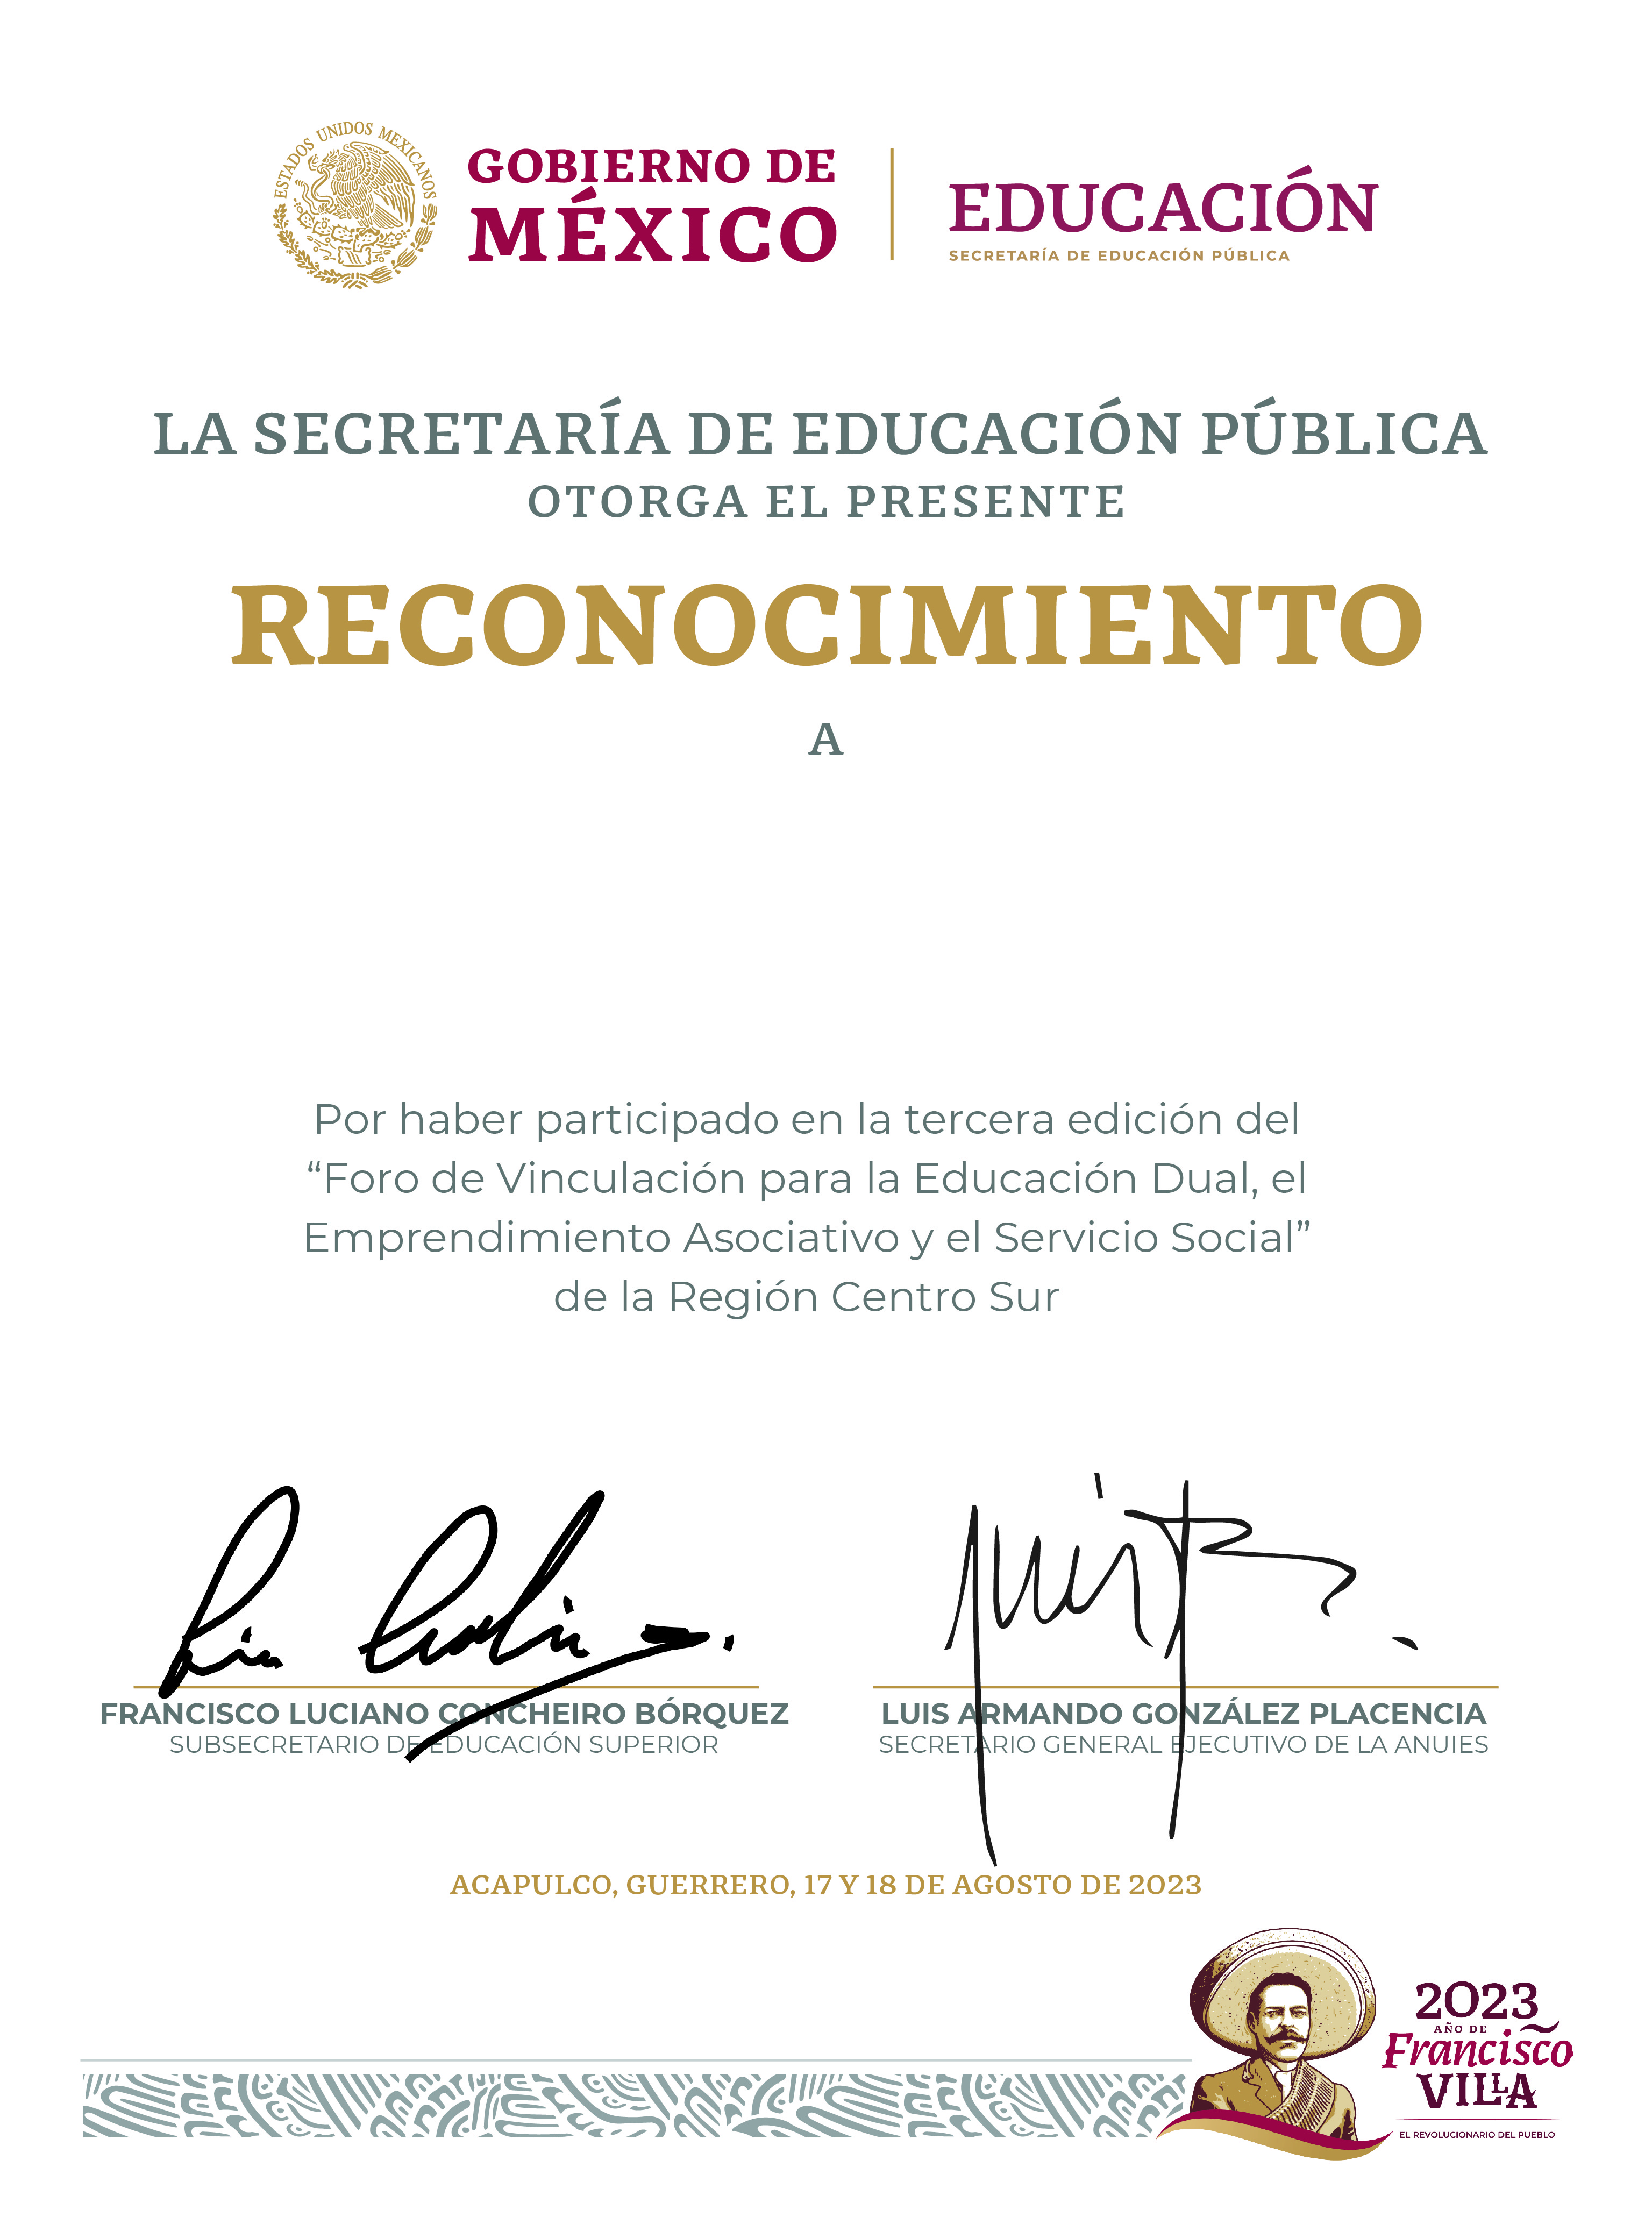 ESTADOS UNIDOS MEXICANOS
GOBIERNO DE
MÉXICO
EDUCACIÓN
SECRETARÍA DE EDUCACIÓN PÚBLICA
LA SECRETARÍA DE EDUCACIÓN PÚBLICA
OTORGA EL PRESENTE
RECONOCIMIENTO
A
Por haber participado en la tercera edición del
“Foro de Vinculación para la Educación Dual, el
Emprendimiento Asociativo y el Servicio Social”
de la Región Centro Sur
FRANCISCO LUCIANO CONCHEIRO BÓRQUEZ
SUBSECRETARIO DE EDUCACIÓN SUPERIOR
LUIS ARMANDO GONZÁLEZ PLACENCIA
SECRETARIO GENERAL EJECUTIVO DE LA ANUIES
ACAPULCO, GUERRERO, 17 Y 18 DE AGOSTO DE 2023
2023
AÑO DE
Francisco
VILLA
EL REVOLUCIONARIO DEL PUEBLO